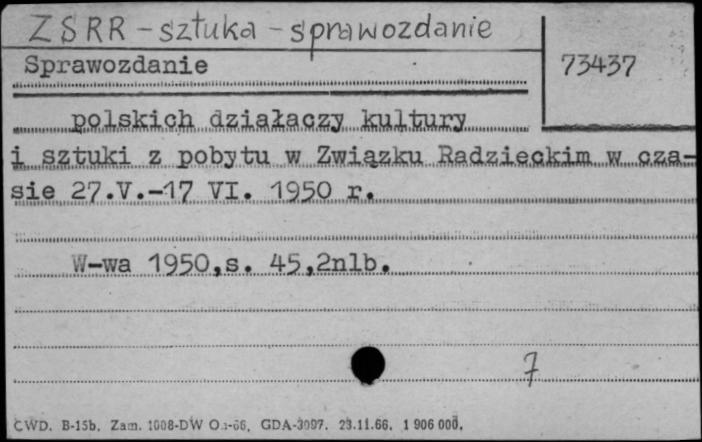 ZSRR - sztuka - sprawozdanie
73437
Sprawozdanie
polskich działaczy kultury
i sztuki z pobytu w Związku Radzieckim w cza-
sie 27.V.-17 VI. 1950 r.
W-wa 1950,s. 45,2nlb.
7
CWD. B-15b. Zam. 1008-DW Oś-66, GDA-3097. 23.11.66. 1 906 000.